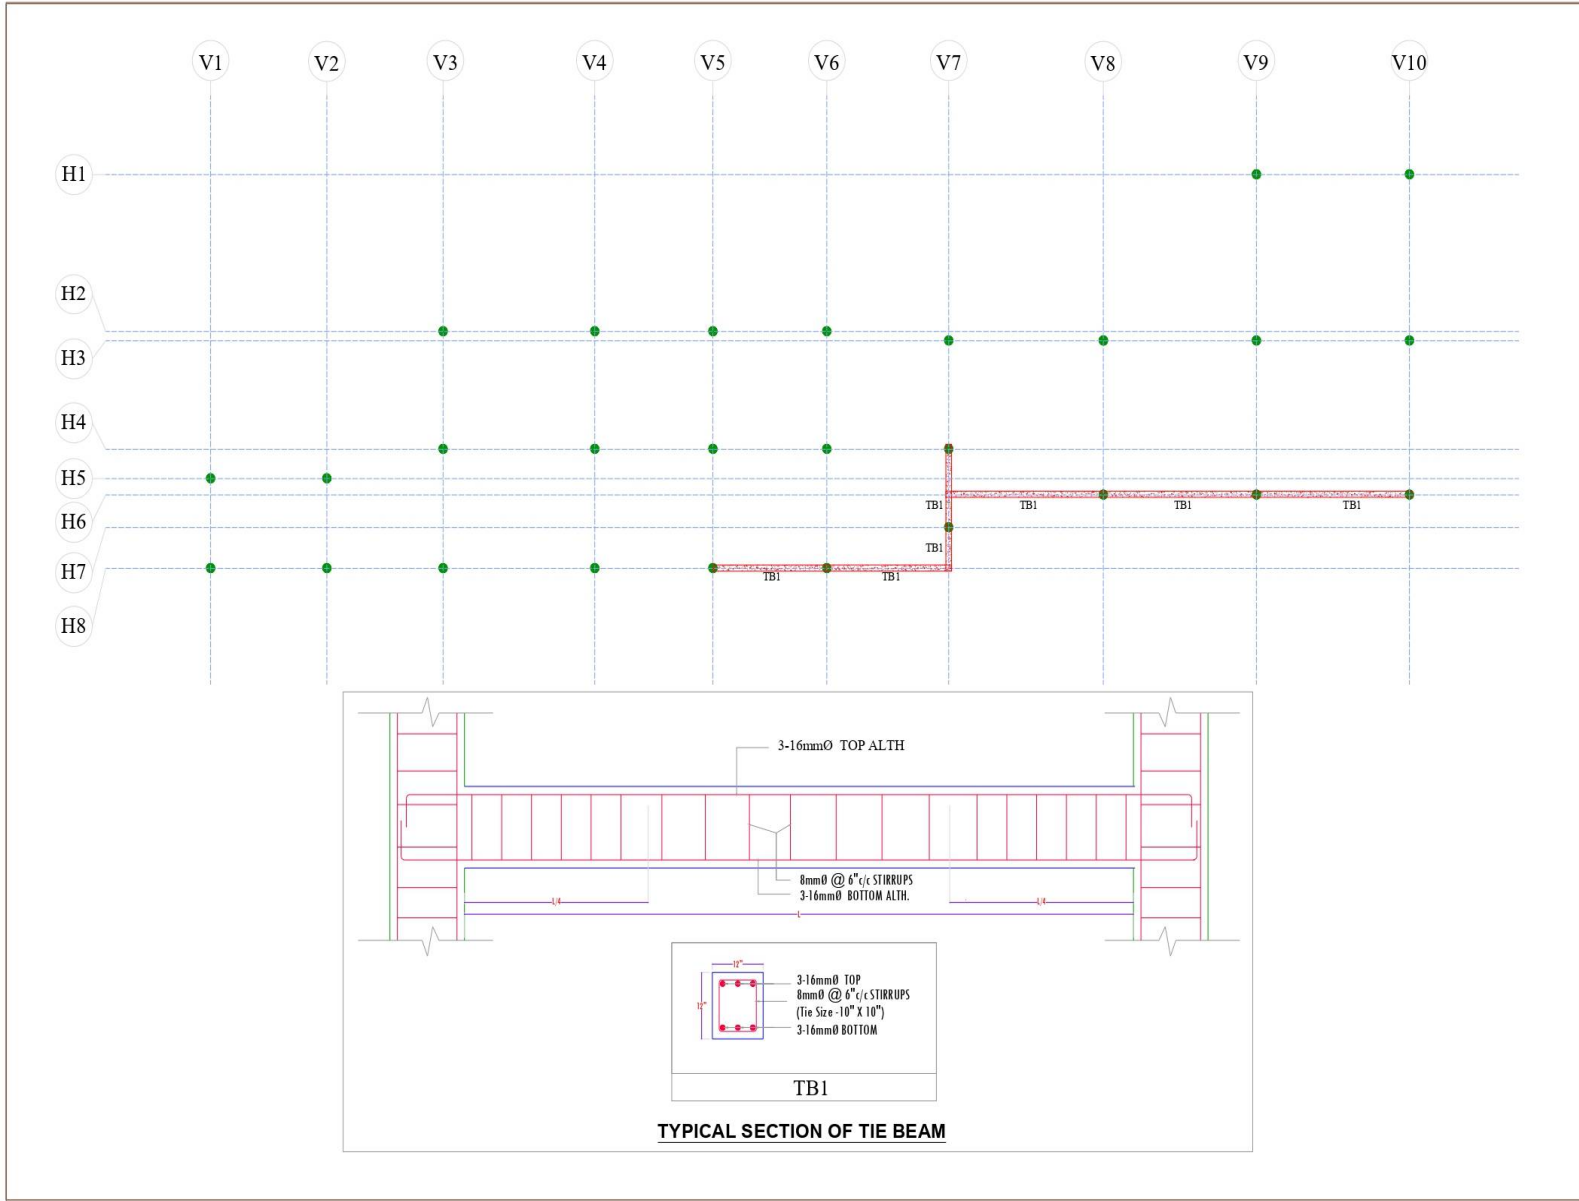 V1 V2 V3 V4 V5 V6 V7 V8 V9 V10
H1
H2
H3
H4
H5
H6
H7
H8
TB1 TB1 TB1 TB1
TB1
TB1 TB1
3-16mmØ TOP ALTH
8mmØ @ 6"c/c STIRRUPS
3-16mmØ BOTTOM ALTH.
L/4 L/4
L
12"
12"
3-16mmØ TOP
8mmØ @ 6"c/c STIRRUPS
(Tie Size -10" X 10")
3-16mmØ BOTTOM
TB1
TYPICAL SECTION OF TIE BEAM